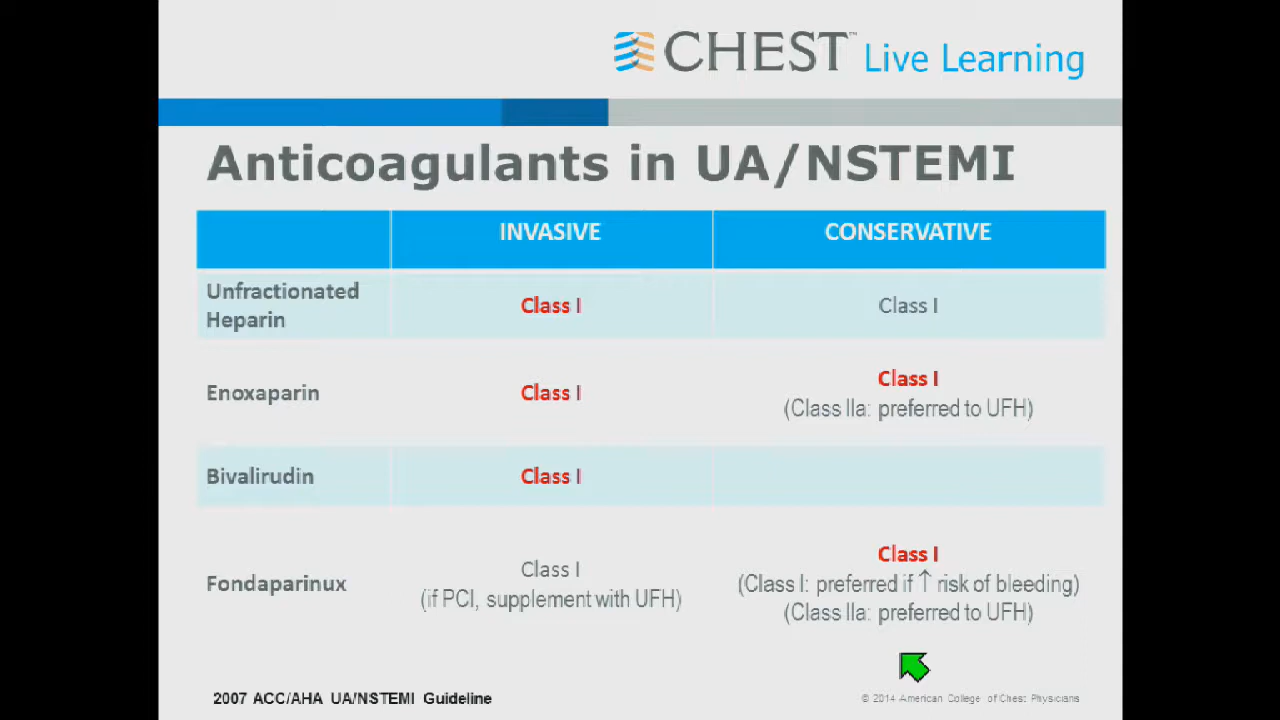 CHEST™ Live Learning
Anticoagulants in UA/NSTEMI
INVASIVE CONSERVATIVE
Unfractionated
Heparin
Class I Class I
Enoxaparin Class I Class I
(Class IIa: preferred to UFH)
Bivalirudin Class I
Fondaparinux
Class I
(if PCI, supplement with UFH)
Class I
(Class I: preferred if ↑ risk of bleeding)
(Class IIa: preferred to UFH)
2007 ACC/AHA UA/NSTEMI Guideline
© 2014 American College of Chest Physicians